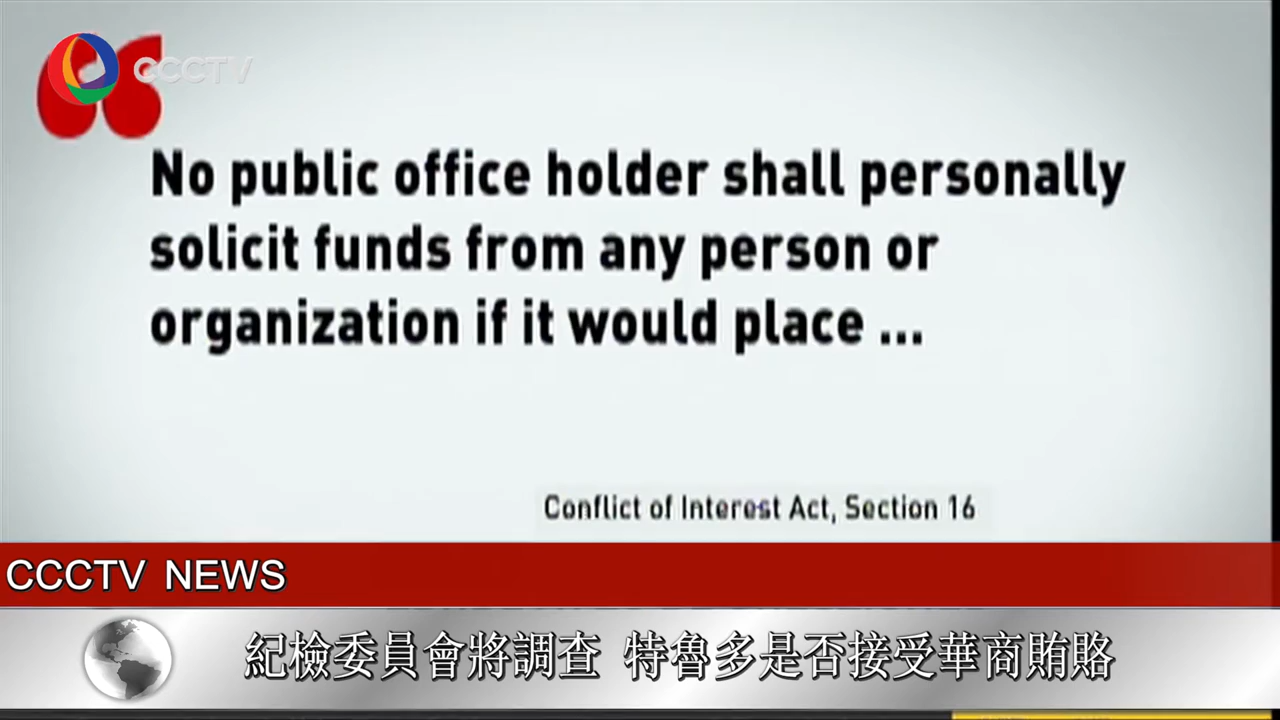 CCCTV
No public office holder shall personally
solicit funds from any person or
organization if it would place ...
Conflict of Interest Act, Section 16
CCCTV NEWS
紀檢委員會將調查 特魯多是否接受華商賄賂